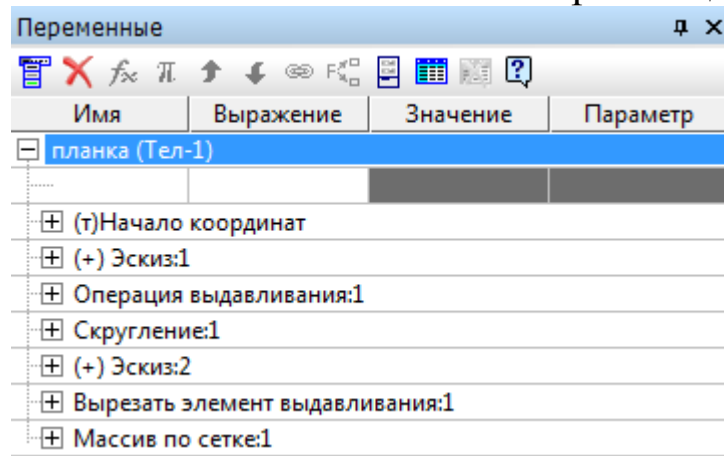 Переменные
Имя Выражение Значение Параметр
планка (Тел-1)
(т)Начало координат
(+) Эскиз:1
Операция выдавливания:1
Скругление:1
(+) Эскиз:2
Вырезать элемент выдавливания:1
Массив по сетке:1